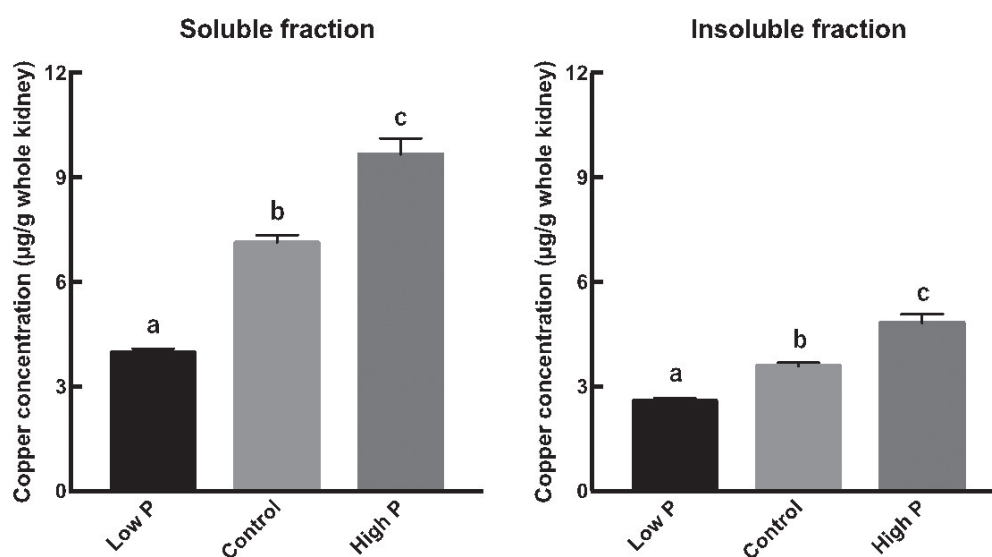 Soluble fraction
Copper concentration (µg/g whole kidney)
12
9
6
3
0
a
b
c
Low P
Control
High P
Insoluble fraction
Copper concentration (µg/g whole kidney)
12
9
6
3
0
a
b
c
Low P
Control
High P